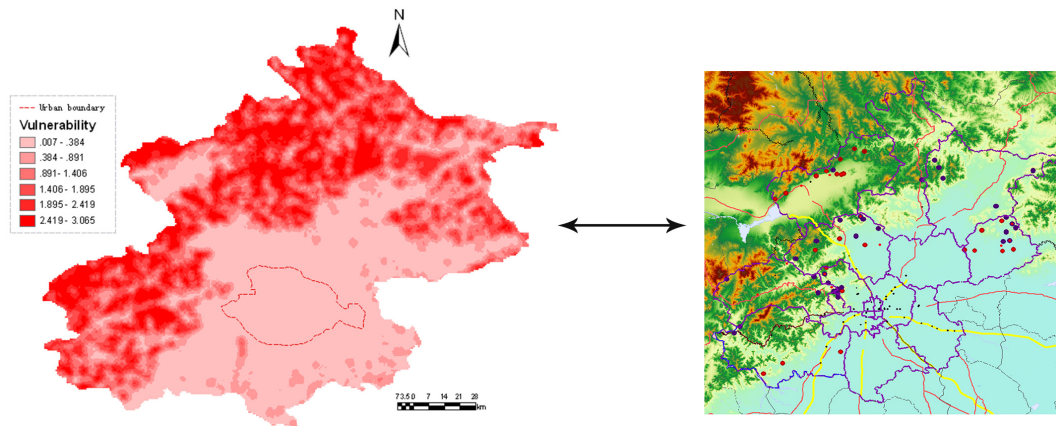 N
Urban boundary
Vulnerability
.007 - .384
.384 - .891
.891- 1.406
1.406 - 1.895
1.895 - 2.419
2.419 - 3.065
7 3.5 0 7 14 21 28
km